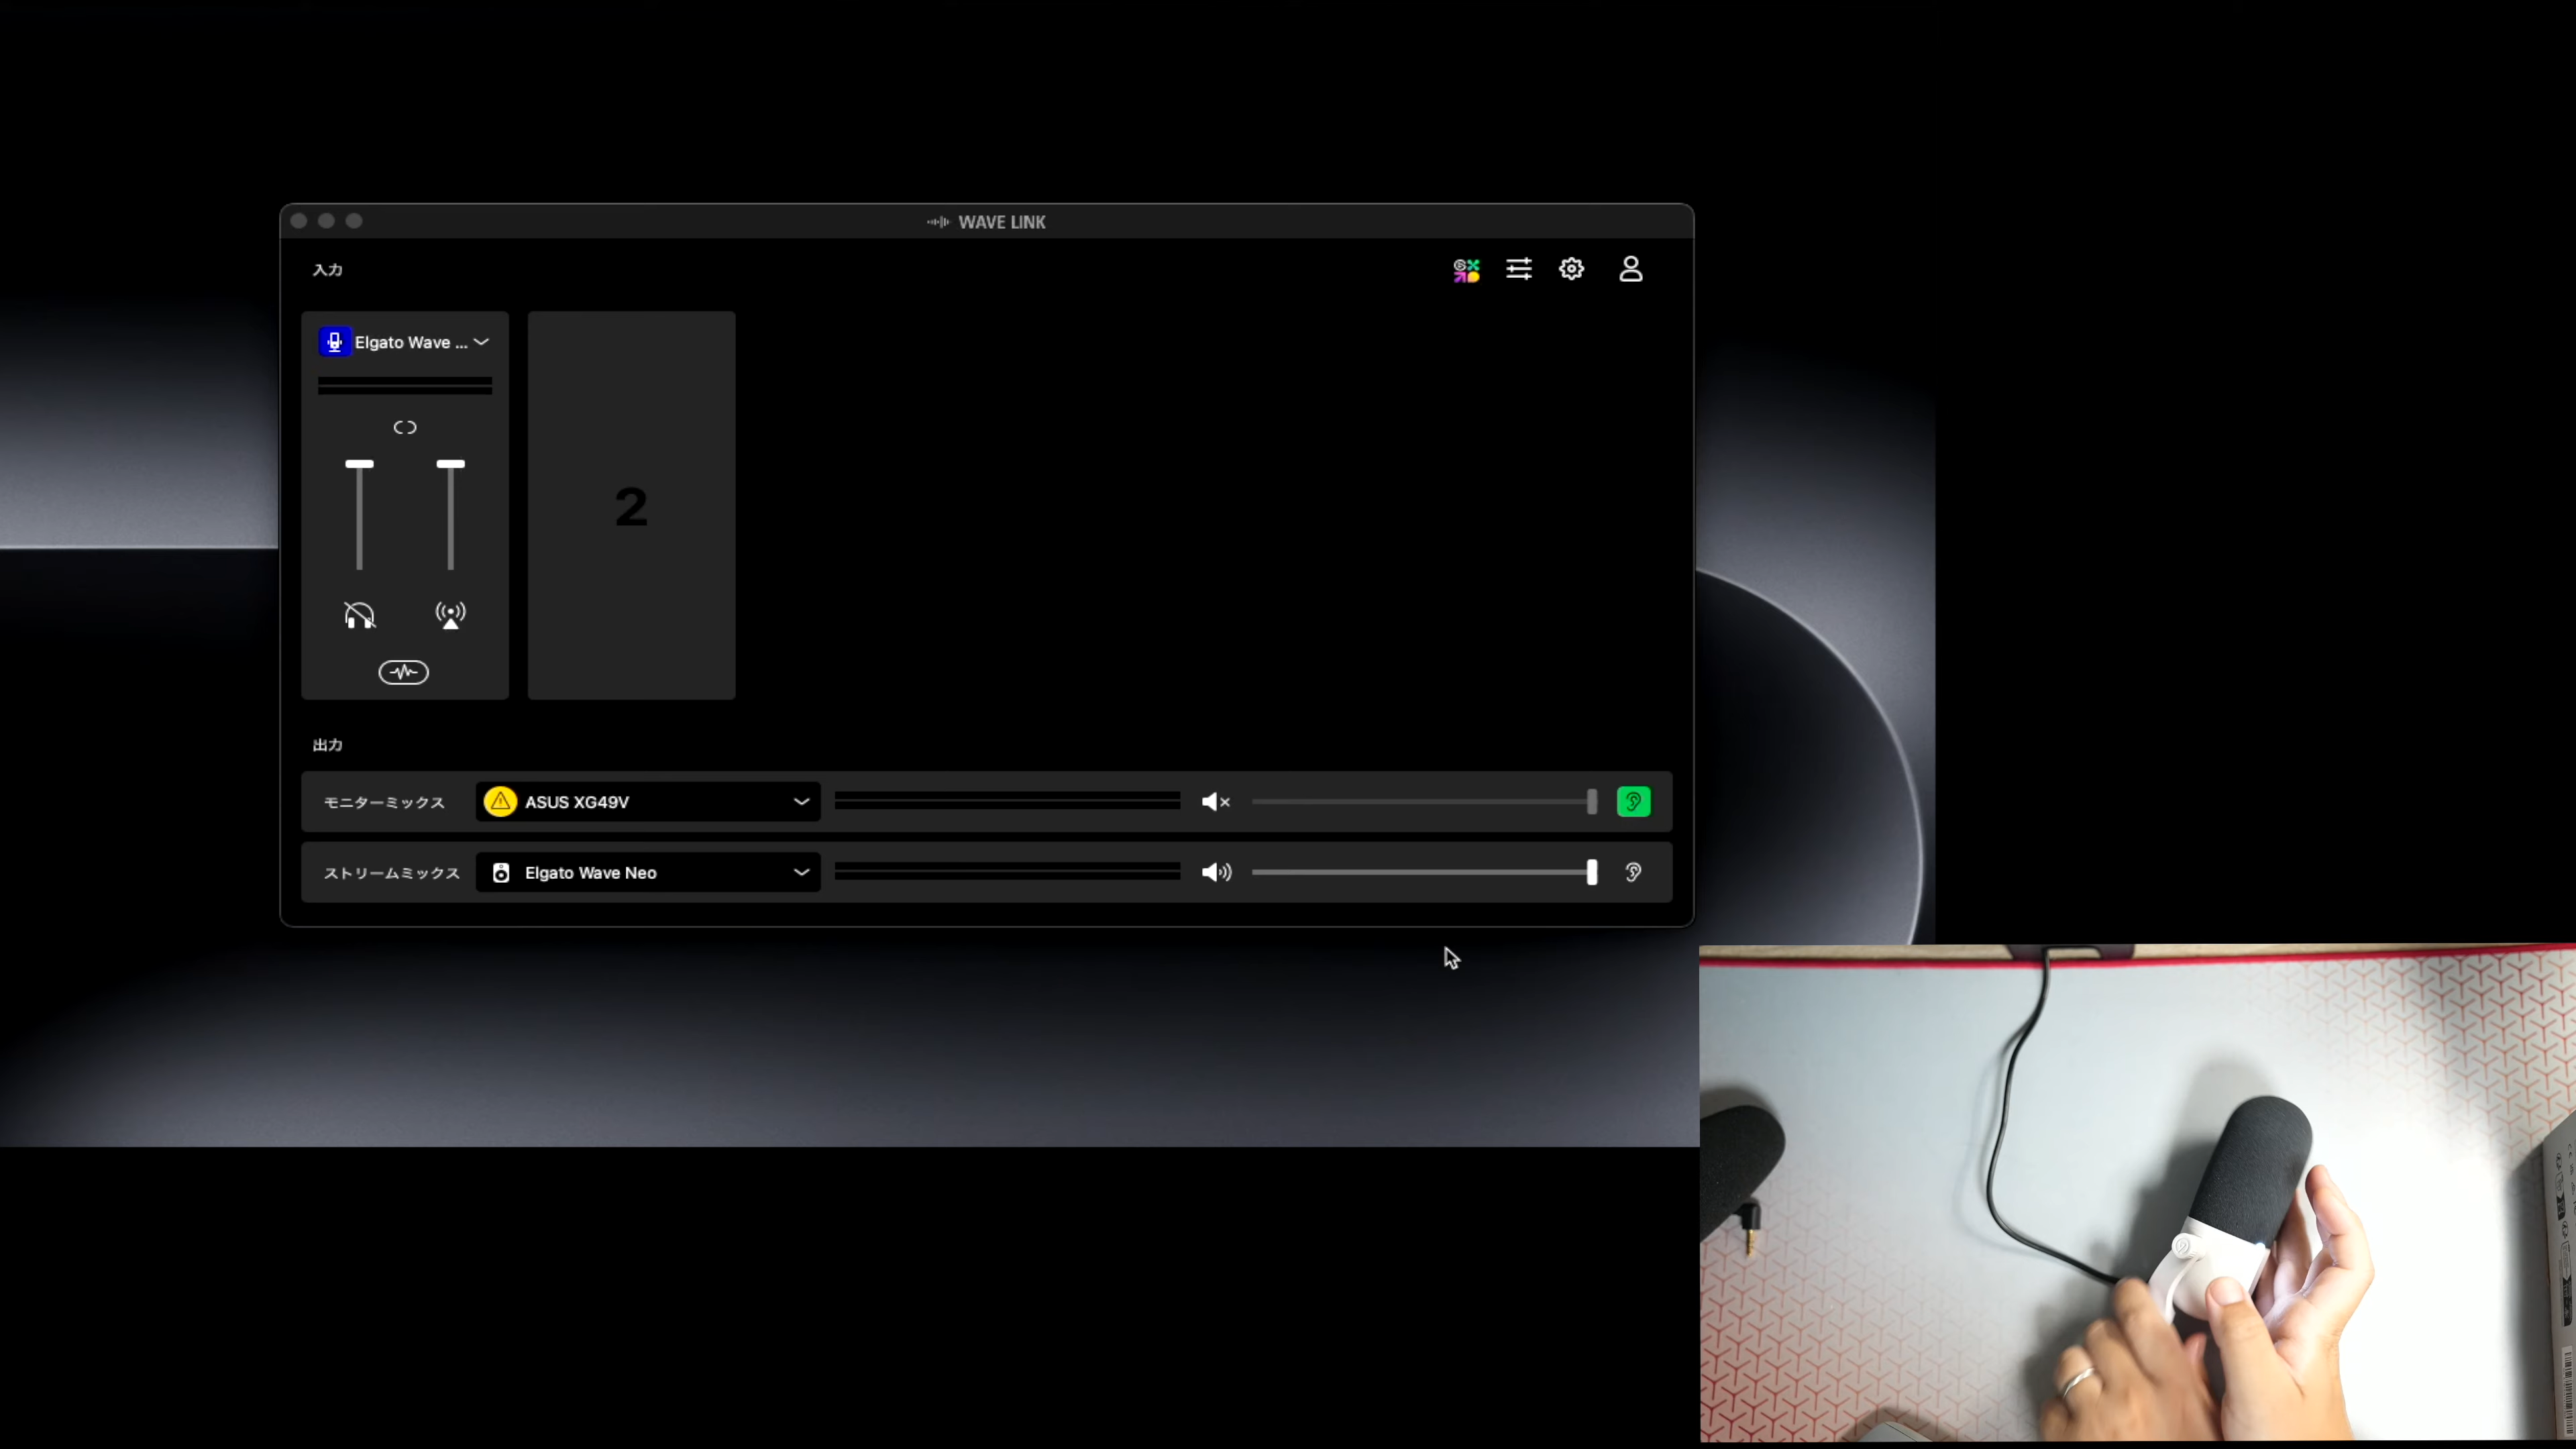 WAVE LINK
入力
Elgato Wave ...
2
出力
モニターミックス
ASUS XG49V
ストリームミックス
Elgato Wave Neo